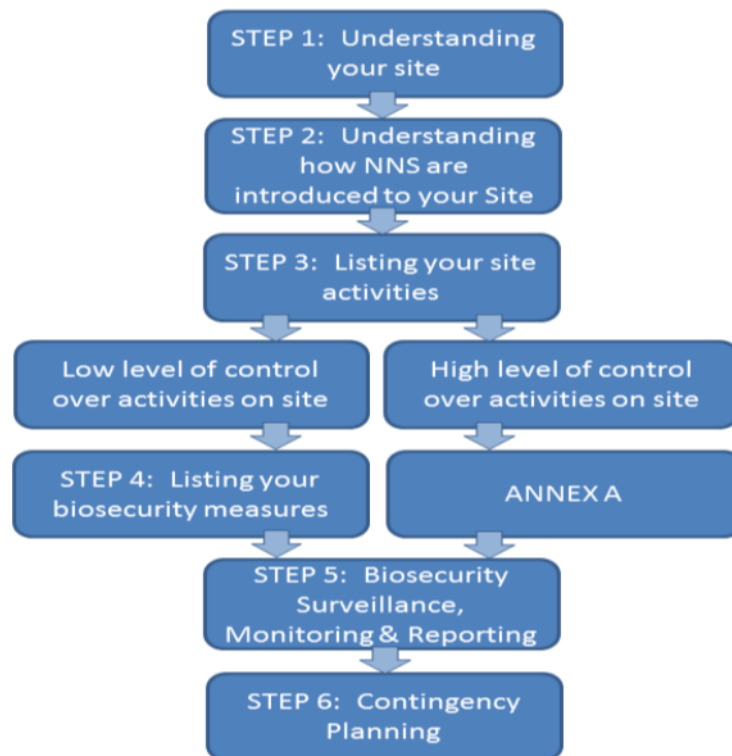 STEP 1: Understanding
your site
STEP 2: Understanding
how NNS are
introduced to your Site
STEP 3: Listing your site
activities
Low level of control
over activities on site
High level of control
over activities on site
STEP 4: Listing your
biosecurity measures
ANNEX A
STEP 5: Biosecurity
Surveillance,
Monitoring & Reporting
STEP 6: Contingency
Planning